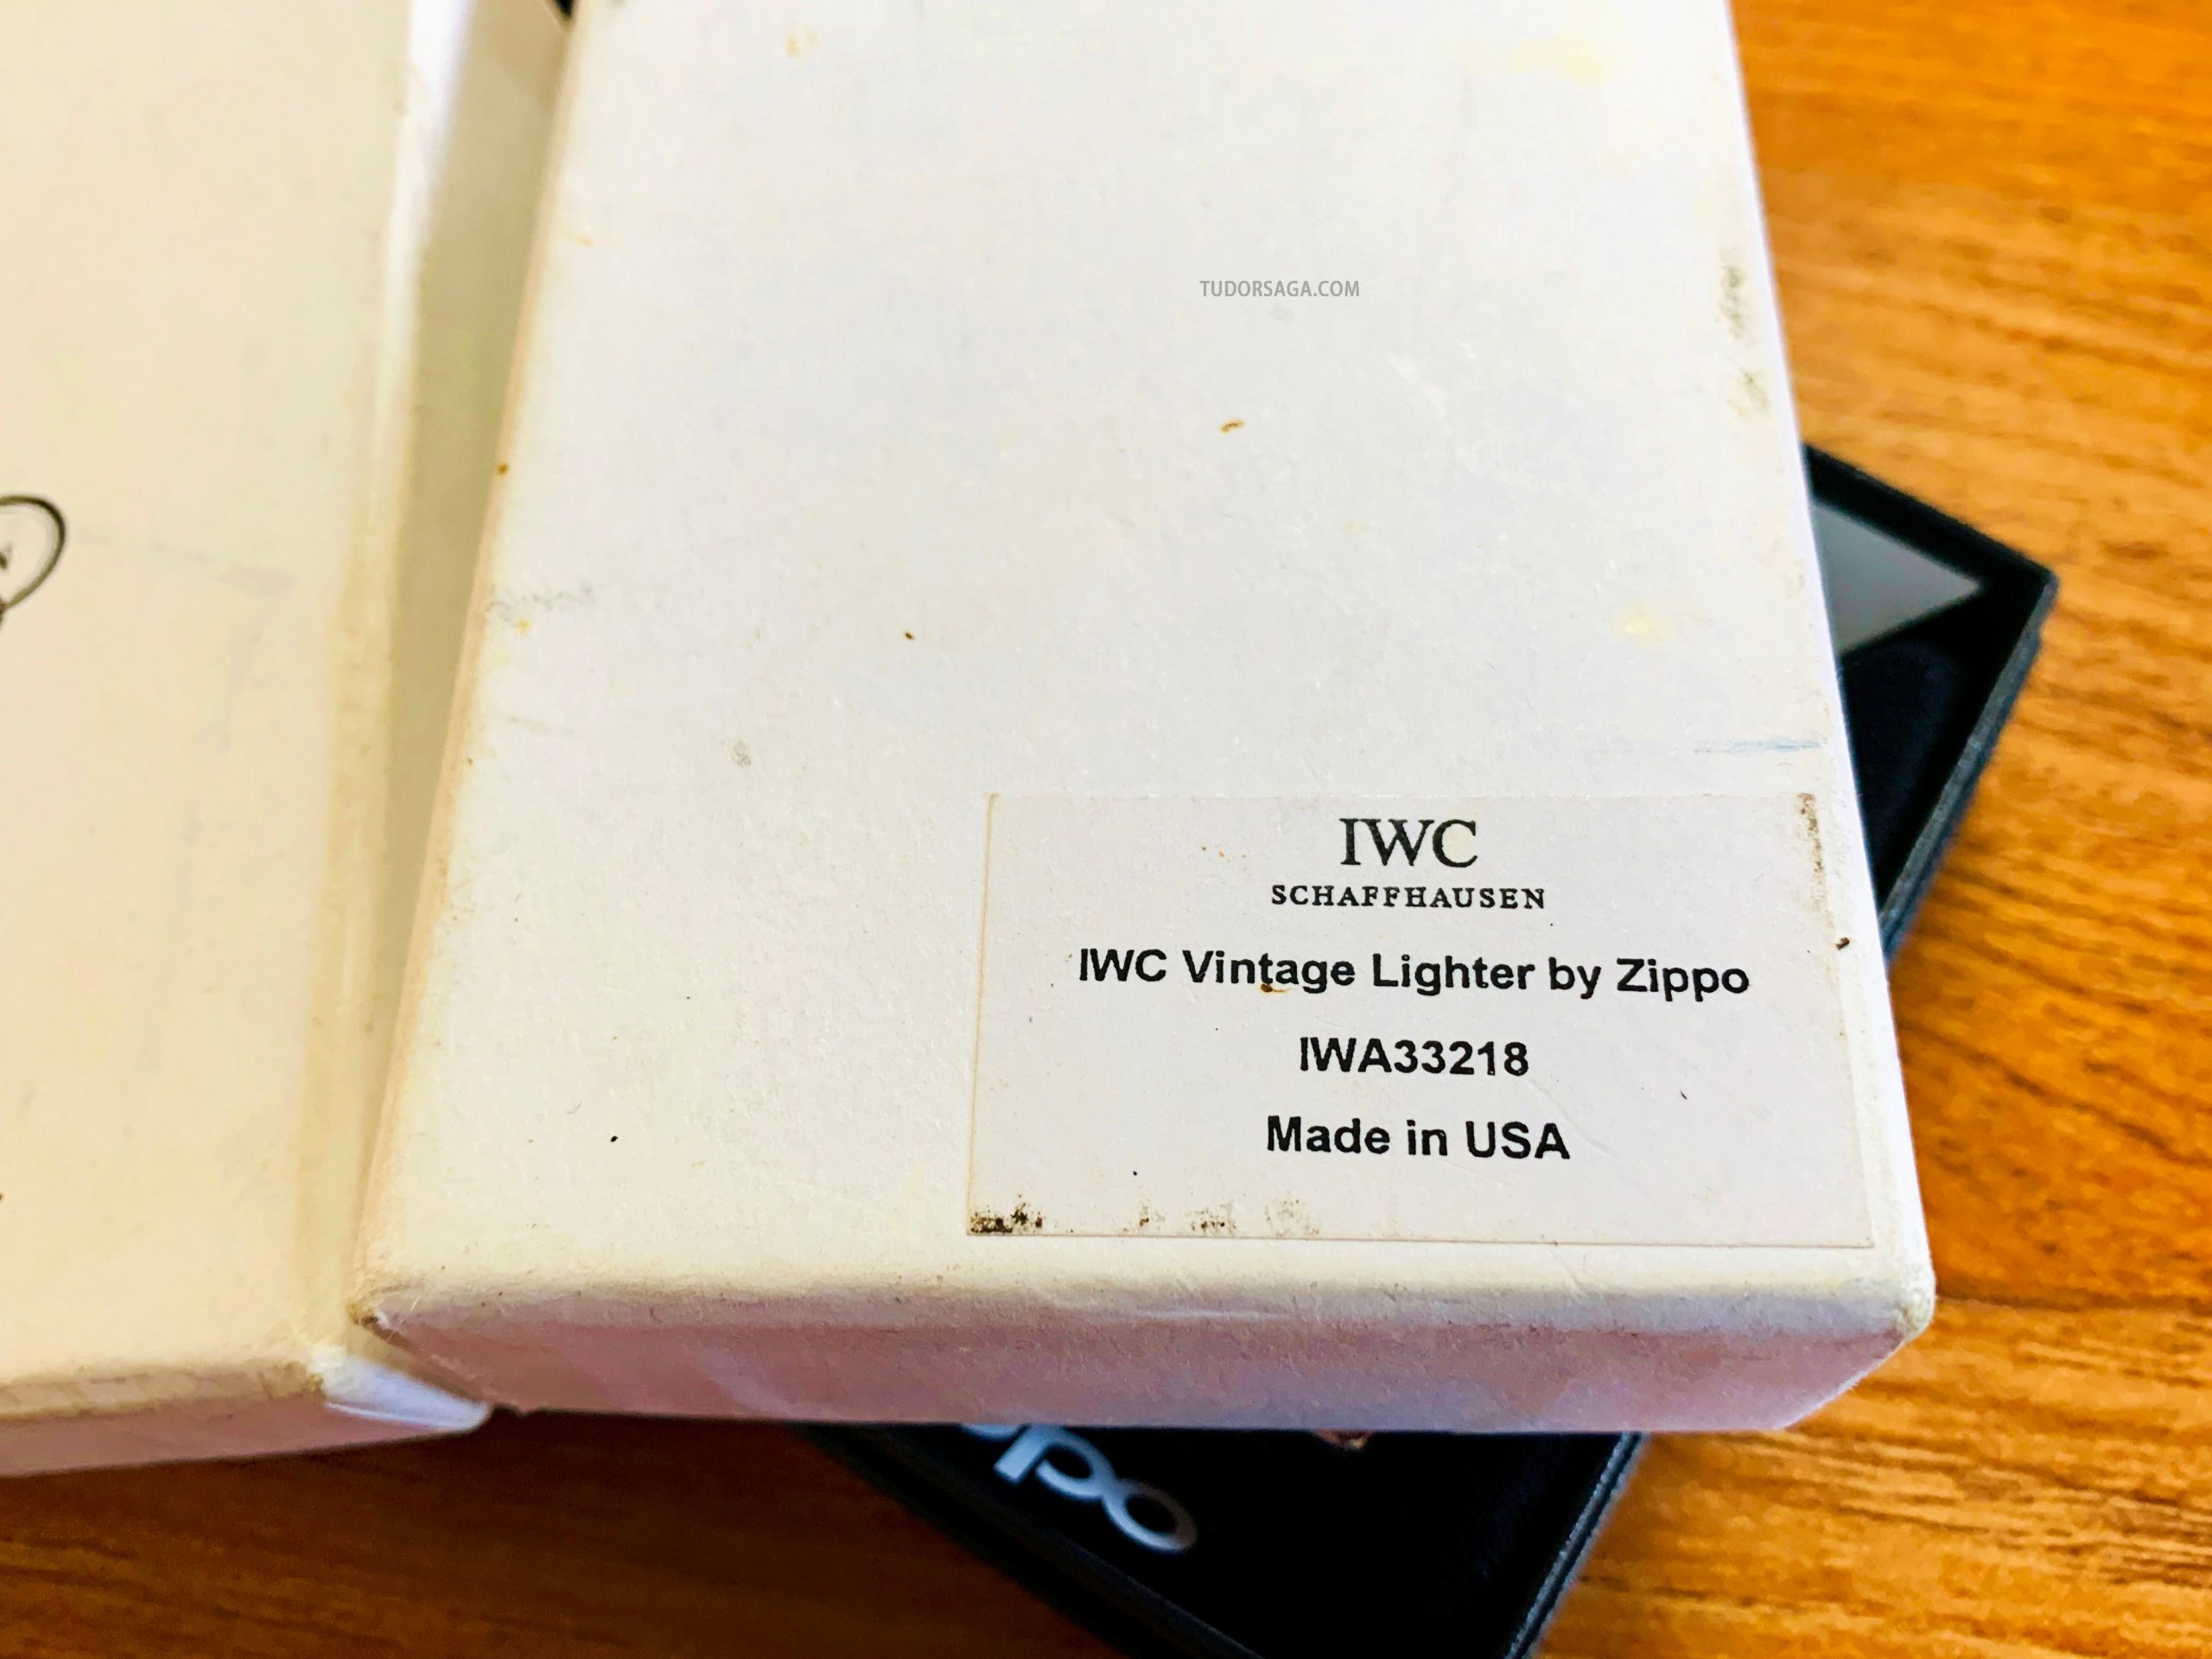 TUDORSAGA.COM
IWC
SCHAFFHAUSEN
IWC Vintage Lighter by Zippo
IWA33218
Made in USA